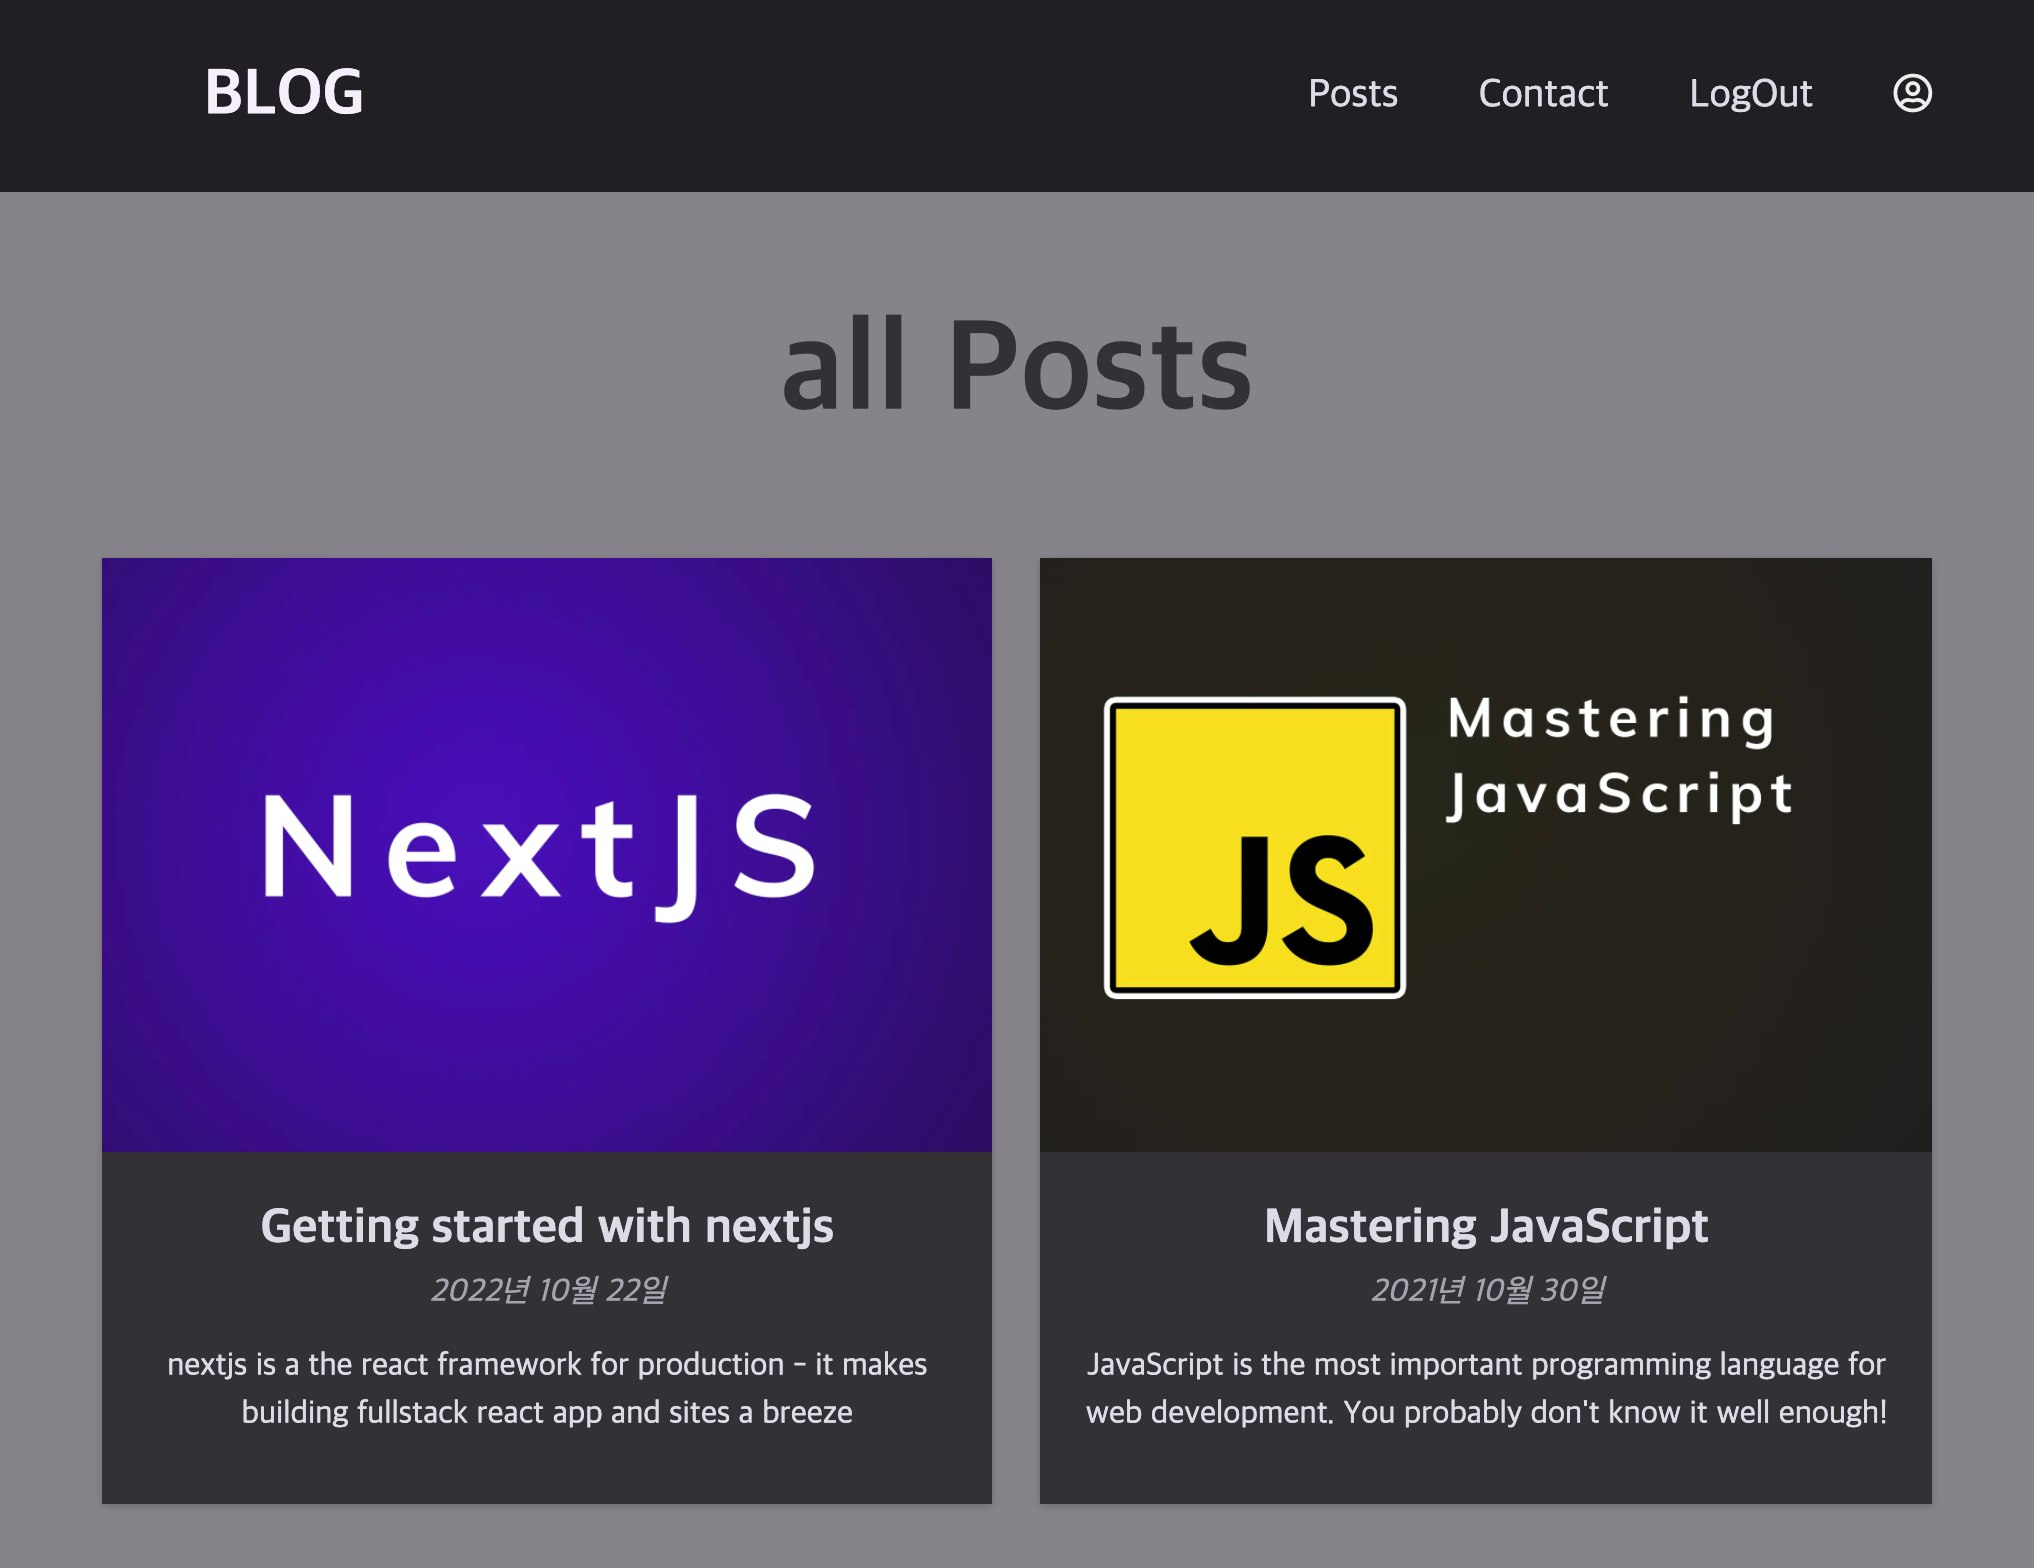 BLOG
Posts
Contact
LogOut
all Posts
NextJS
Mastering
JavaScript
JS
Getting started with nextjs
2022년 10월 22일
nextjs is a the react framework for production - it makes
building fullstack react app and sites a breeze
Mastering JavaScript
2021년 10월 30일
JavaScript is the most important programming language for
web development. You probably don't know it well enough!